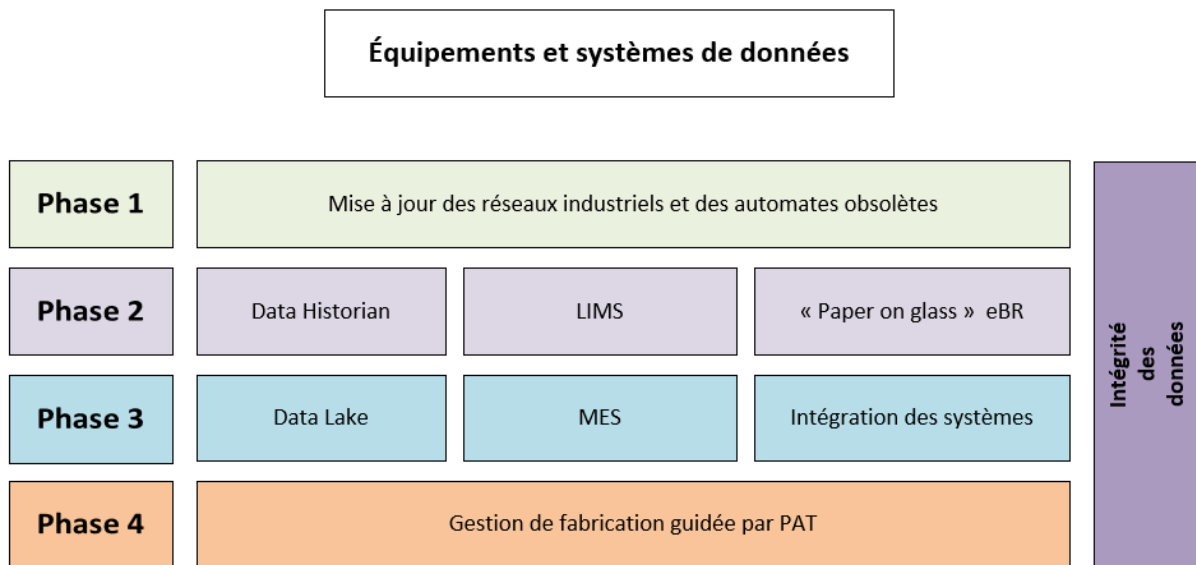 Équipements et systèmes de données
Phase 1
Mise à jour des réseaux industriels et des automates obsolètes
Phase 2
Data Historian
LIMS
« Paper on glass »  eBR
Phase 3
Data Lake
MES
Intégration des systèmes
Phase 4
Gestion de fabrication guidée par PAT
Intégrité
des
données